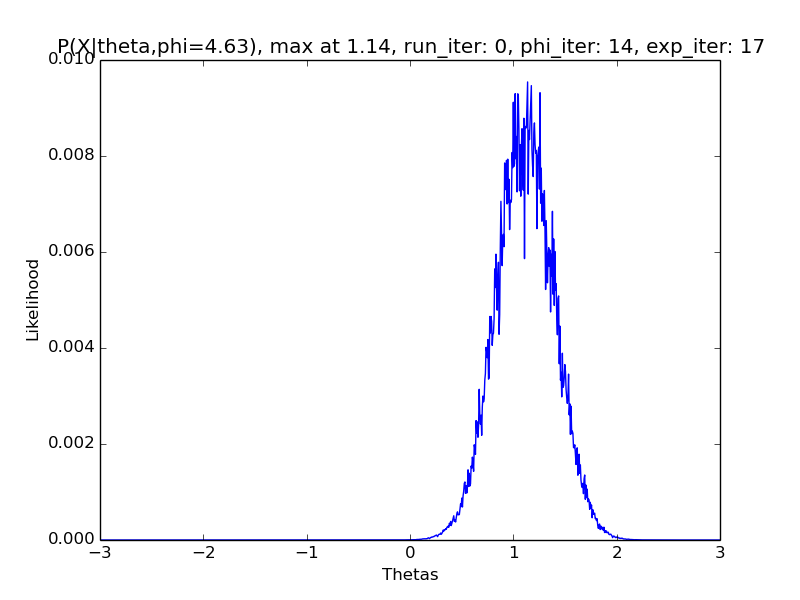 P(X|theta,phi=4.63), max at 1.14, run_iter: 0, phi_iter: 14, exp_iter: 17
0.010
0.008
0.006
0.004
0.002
0.000
Likelihood
−3 −2 −1 0 1 2 3
Thetas